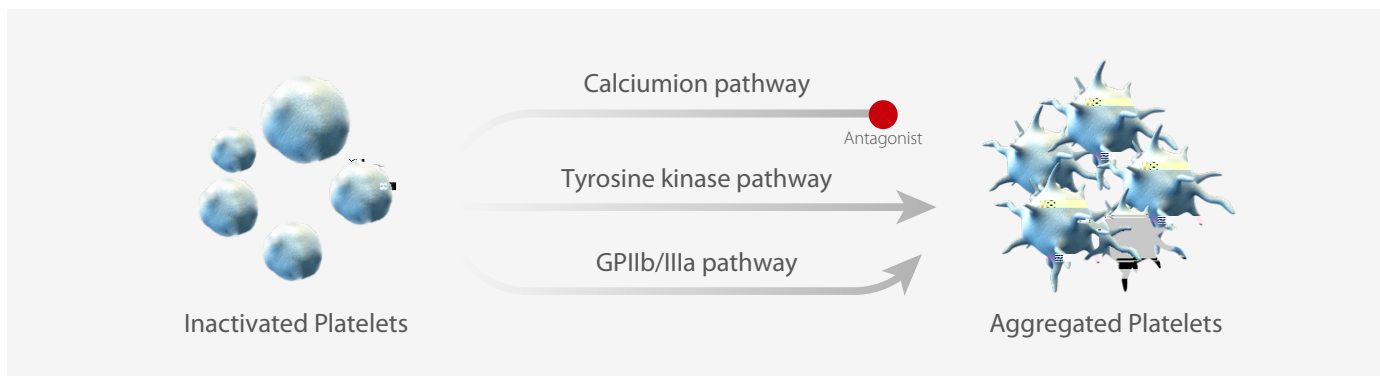 Calciumion pathway
Antagonist
Tyrosine kinase pathway
GPIIb/IIIa pathway
Inactivated Platelets
Aggregated Platelets